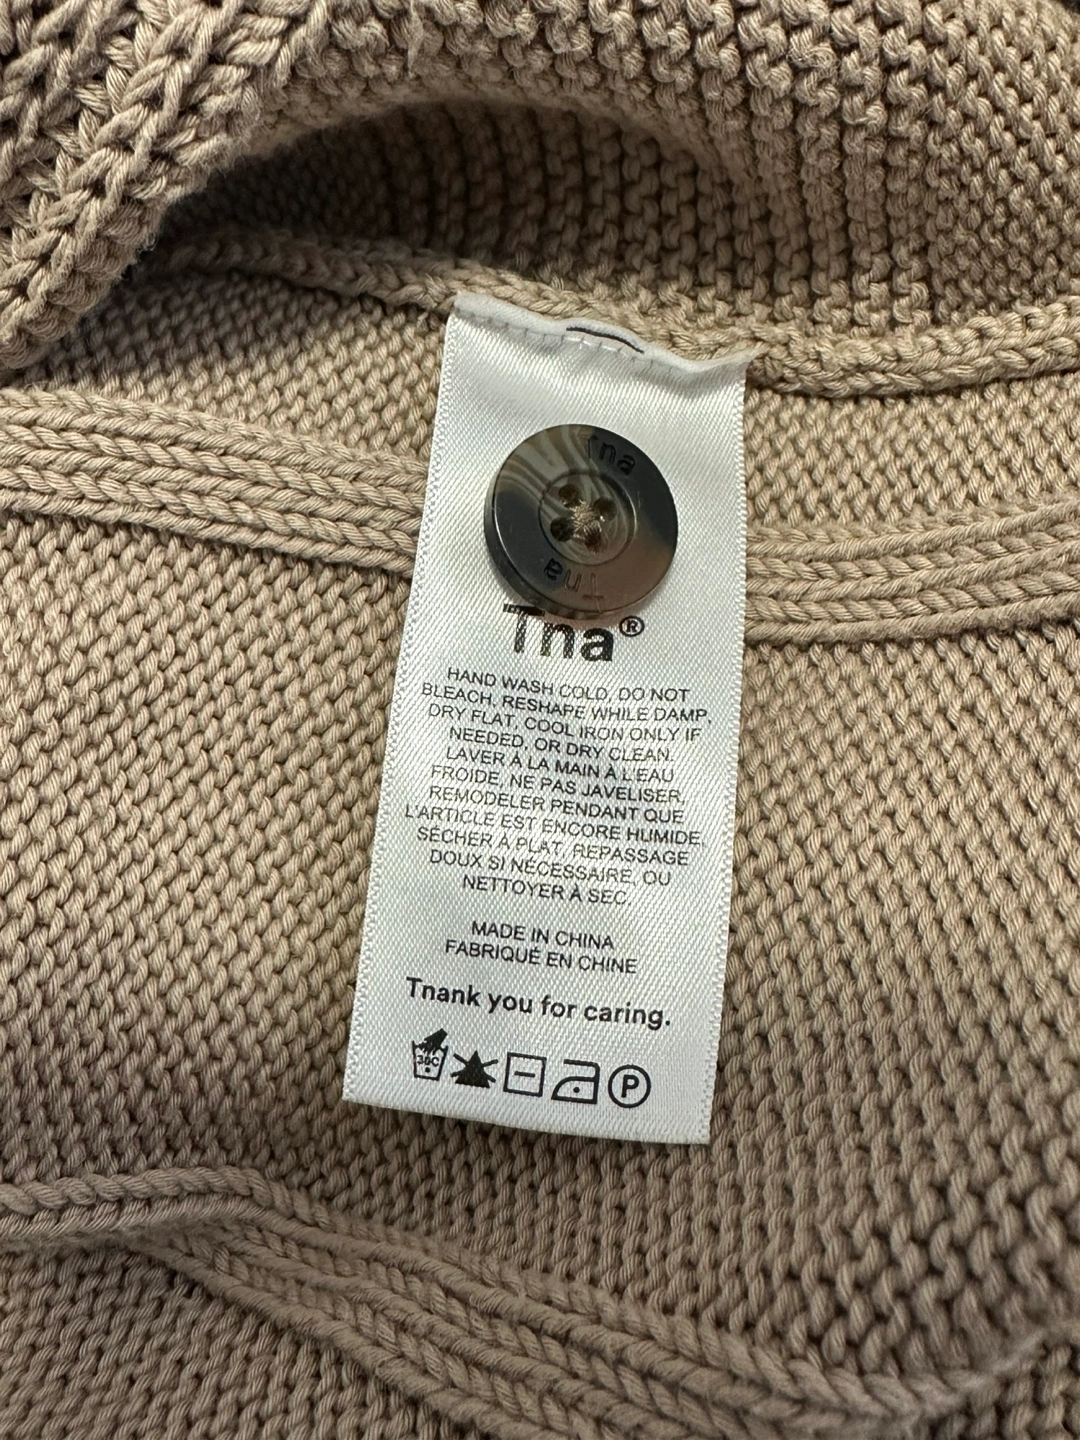 Tna
Tna
Tna®
HAND WASH COLD, DO NOT
BLEACH, RESHAPE WHILE DAMP,
DRY FLAT, COOL IRON ONLY IF
NEEDED, OR DRY CLEAN.
LAVER À LA MAIN À L'EAU
FROIDE, NE PAS JAVELISER,
REMODELER PENDANT QUE
L'ARTICLE EST ENCORE HUMIDE,
SÉCHER À PLAT, REPASSAGE
DOUX SI NÉCESSAIRE, OU
NETTOYER À SEC.
MADE IN CHINA
FABRIQUÉ EN CHINE
Tnank you for caring.
30C P